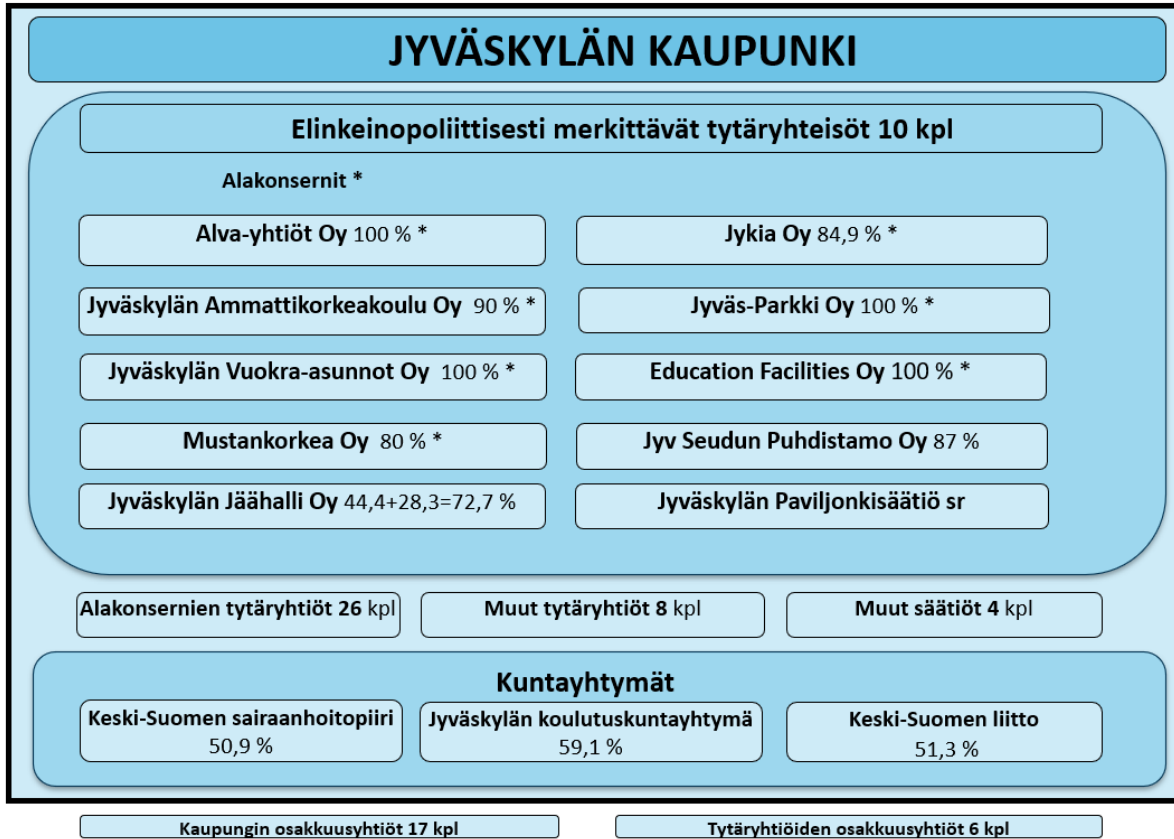 JYVÄSKYLÄN KAUPUNKI
Elinkeinopoliittisesti merkittävät tytäryhteisöt 10 kpl
Alakonsernit *
Alva-yhtiöt Oy 100 % *
Jykia Oy 84,9 % *
Jyväskylän Ammattikorkeakoulu Oy 90 % *
Jyväs-Parkki Oy 100 % *
Jyväskylän Vuokra-asunnot Oy 100 % *
Education Facilities Oy 100 % *
Mustankorkea Oy 80 % *
Jyv Seudun Puhdistamo Oy 87 %
Jyväskylän Jäähalli Oy 44,4+28,3=72,7 %
Jyväskylän Paviljonkisäätiö sr
Alakonsernien tytäryhtiöt 26 kpl
Muut tytäryhtiöt 8 kpl
Muut säätiöt 4 kpl
Kuntayhtymät
Keski-Suomen sairaanhoitopiiri
50,9 %
Jyväskylän koulutuskuntayhtymä
59,1 %
Keski-Suomen liitto
51,3 %
Kaupungin osakkuusyhtiöt 17 kpl
Tytäryhtiöiden osakkuusyhtiöt 6 kpl